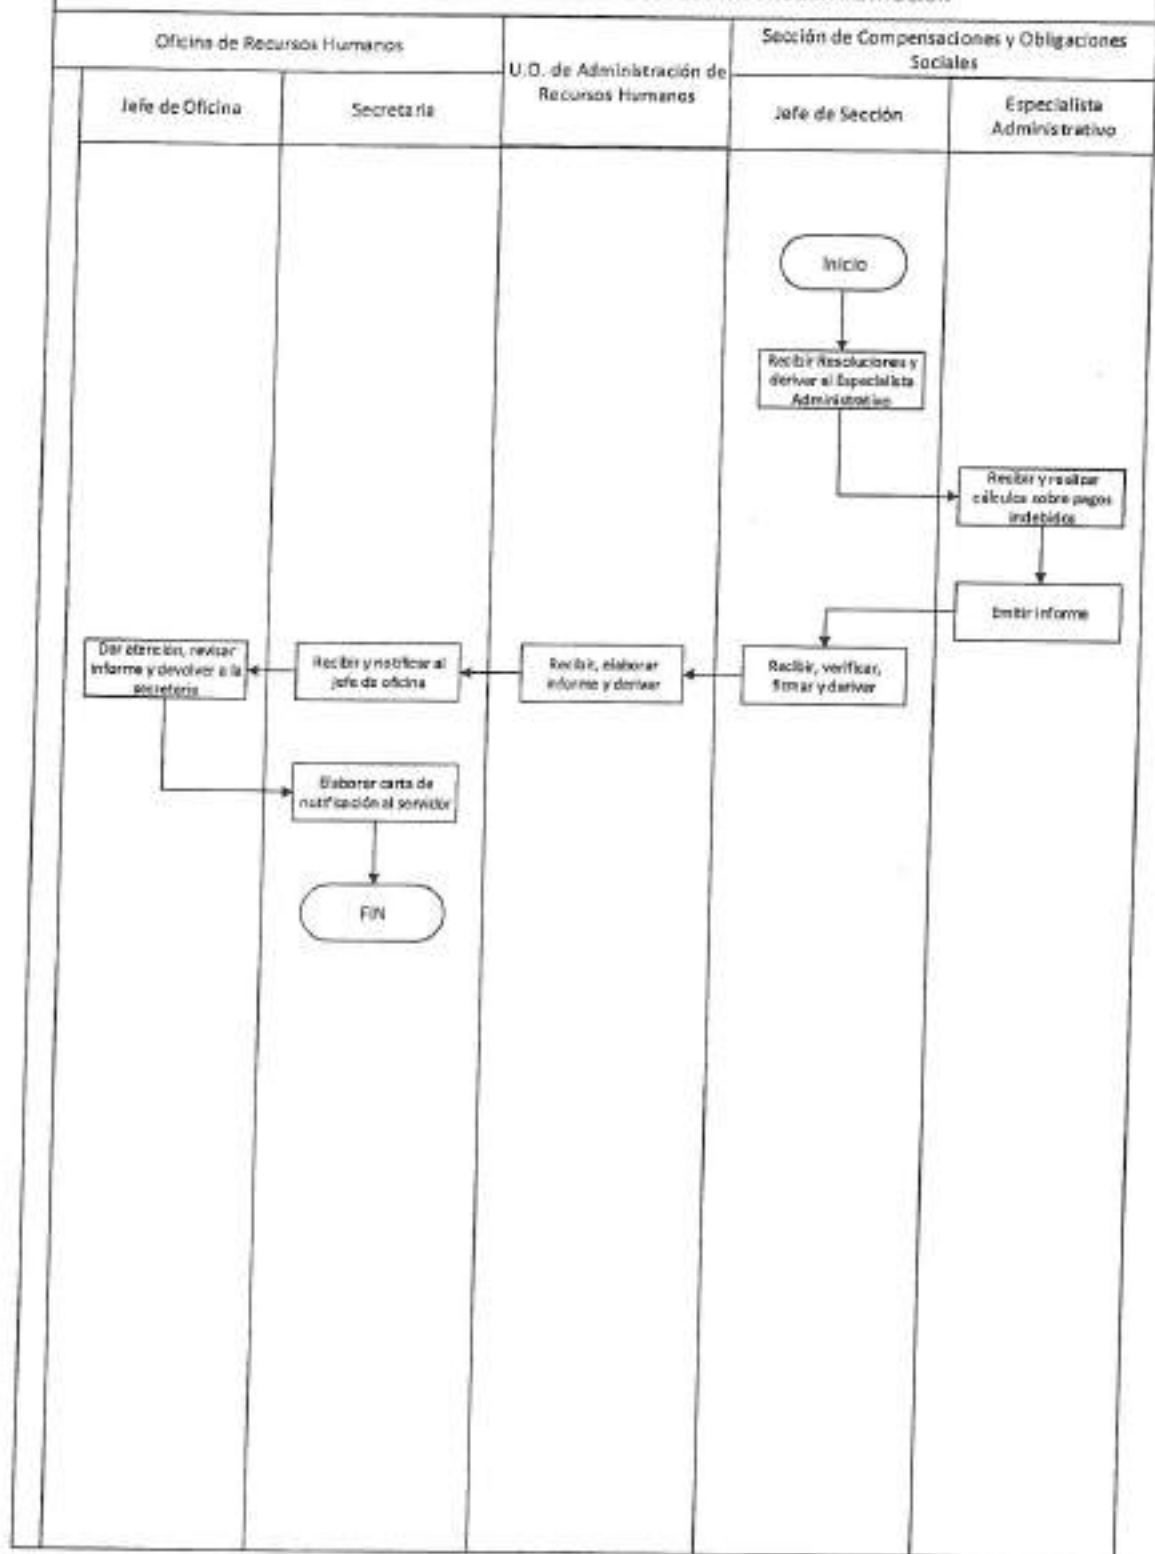 Oficina de Recursos Humanos
U.O. de Administración de
Recursos Humanos
Sección de Compensaciones y Obligaciones
Sociales
Jefe de Oficina
Secretaria
Jefe de Sección
Especialista
Administrativo
Inicio
Recibir Resoluciones y
derivar al Especialista
Administrativo
Recibir y realizar
cálculos sobre pagos
indebidos
Emitir informe
Dar atención, revisar
informe y devolver a la
secretaria
Recibir y notificar al
jefe de oficina
Recibir, elaborar
informe y derivar
Recibir, verificar,
firmar y derivar
Elaborar carta de
notificación al servidor
FIN